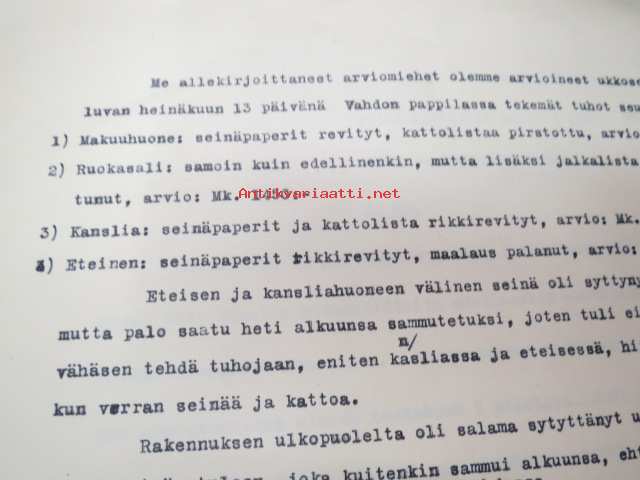 Me allekirjoittaneet arviomiehet olemme arvioineet ukkose
luvan heinäkuun 13 päivänä Vahdon pappilassa tekemät tuhot seu
1) Makuuhuone: seinäpaperit revityt, kattolistaa pirstottu, arvio
2) Ruokasali: samoin kuin edellinenkin, mutta lisäksi jalkalista
tunut, arvio: Mk.
Antikvariaatti.net
3) Kanslia: seinäpaperit ja kattolista rikkirevityt, arvio: Mk.
4) Eteinen: seinäpaperit rikkirevityt, maalaus palanut, arvio:
Eteisen ja kansliahuoneen välinen seinä oli syttyny
mutta palo saatu heti alkuunsa sammutetuksi, joten tuli ei
n/
vähäsen tehdä tuhojaan, eniten kasliassa ja eteisessä, hi
kun verran seinää ja kattoa.
Rakennuksen ulkopuolelta oli salama sytyttänyt u
joka kuitenkin sammui alkuunsa, eht